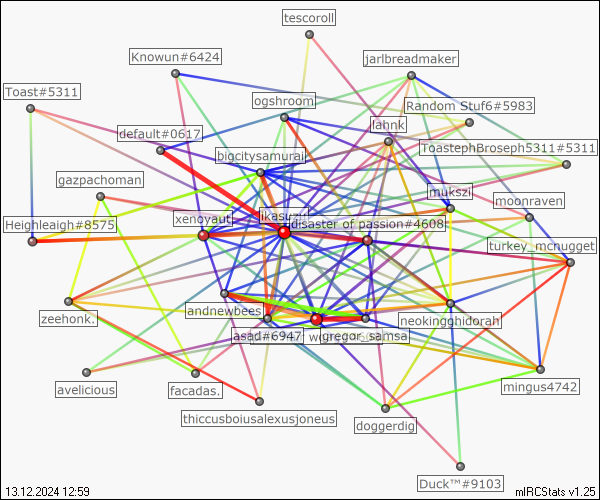 tescoroll
Knowun#6424
jarlbreadmaker
Toast#5311
ogshroom
Random Stuf6#5983
lahnk
default#0617
ToastephBroseph5311#5311
bigcitysamurai
gazpachoman
mukszi
moonraven
xenoyaut
ikasuzu
disaster of passion#4608
Heighleigh#8575
turkey_mcnugget
andnewbees
zeehonk.
neokingghidorah
asad#6947
gregor_samsa
avelicious
facadas.
mingus4742
thiccusboiusalexusjoneus
doggerdig
Duck™#9103
13.12.2024 12:59
mIRCStats v1.25